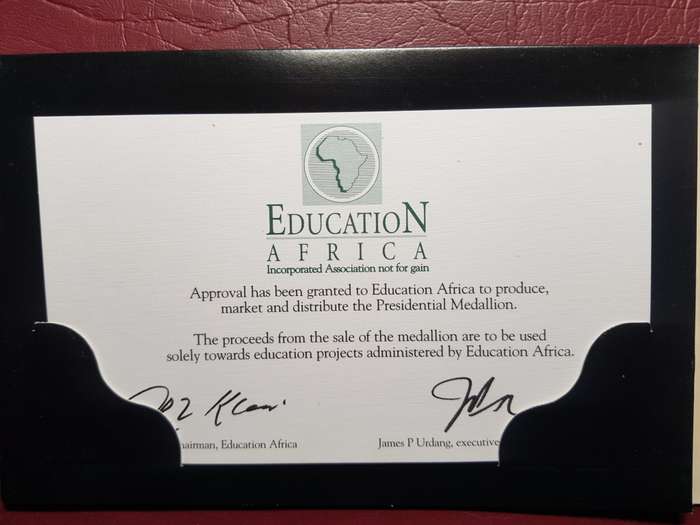 EDUCATION
AFRICA
Incorporated Association not for gain
Approval has been granted to Education Africa to produce,
market and distribute the Presidential Medallion.
The proceeds from the sale of the medallion are to be used
solely towards education projects administered by Education Africa.
hairman, Education Africa
James P Urdang, executive